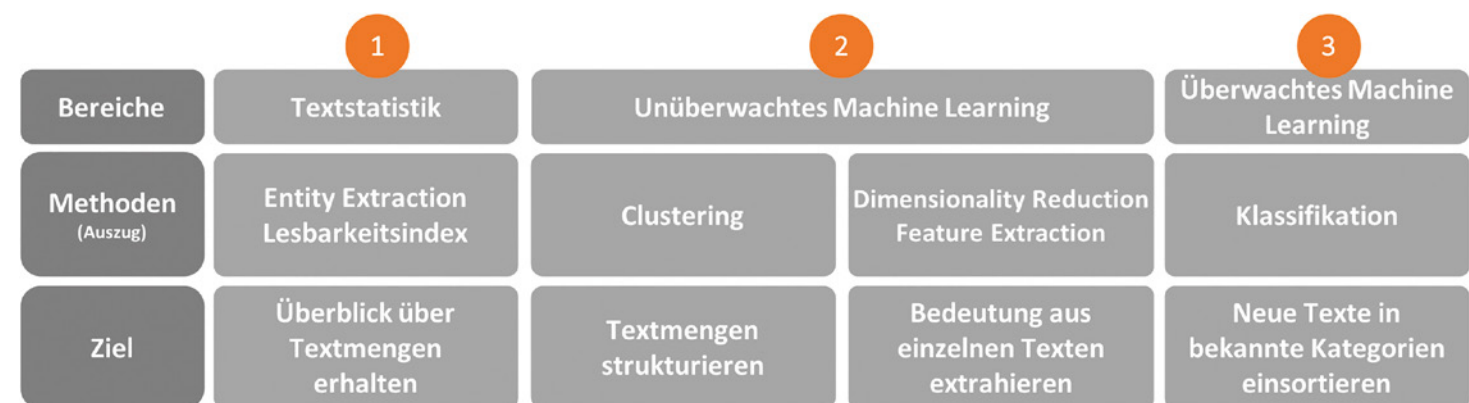 1
2
3
Bereiche
Textstatistik
Unüberwachtes Machine Learning
Überwachtes Machine
Learning
Methoden
(Auszug)
Entity Extraction
Lesbarkeitsindex
Clustering
Dimensionality Reduction
Feature Extraction
Klassifikation
Ziel
Überblick über
Textmengen
erhalten
Textmengen
strukturieren
Bedeutung aus
einzelnen Texten
extrahieren
Neue Texte in
bekannte Kategorien
einsortieren